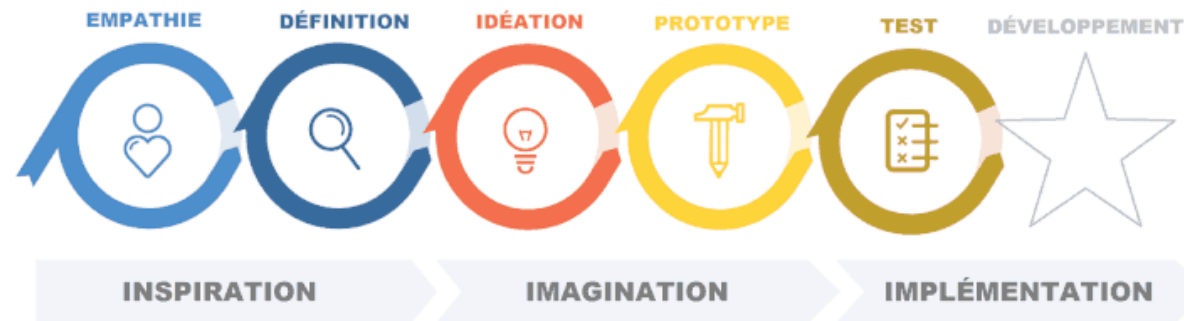 EMPATHIE
DÉFINITION
IDÉATION
PROTOTYPE
TEST
DÉVELOPPEMENT
INSPIRATION
IMAGINATION
IMPLÉMENTATION